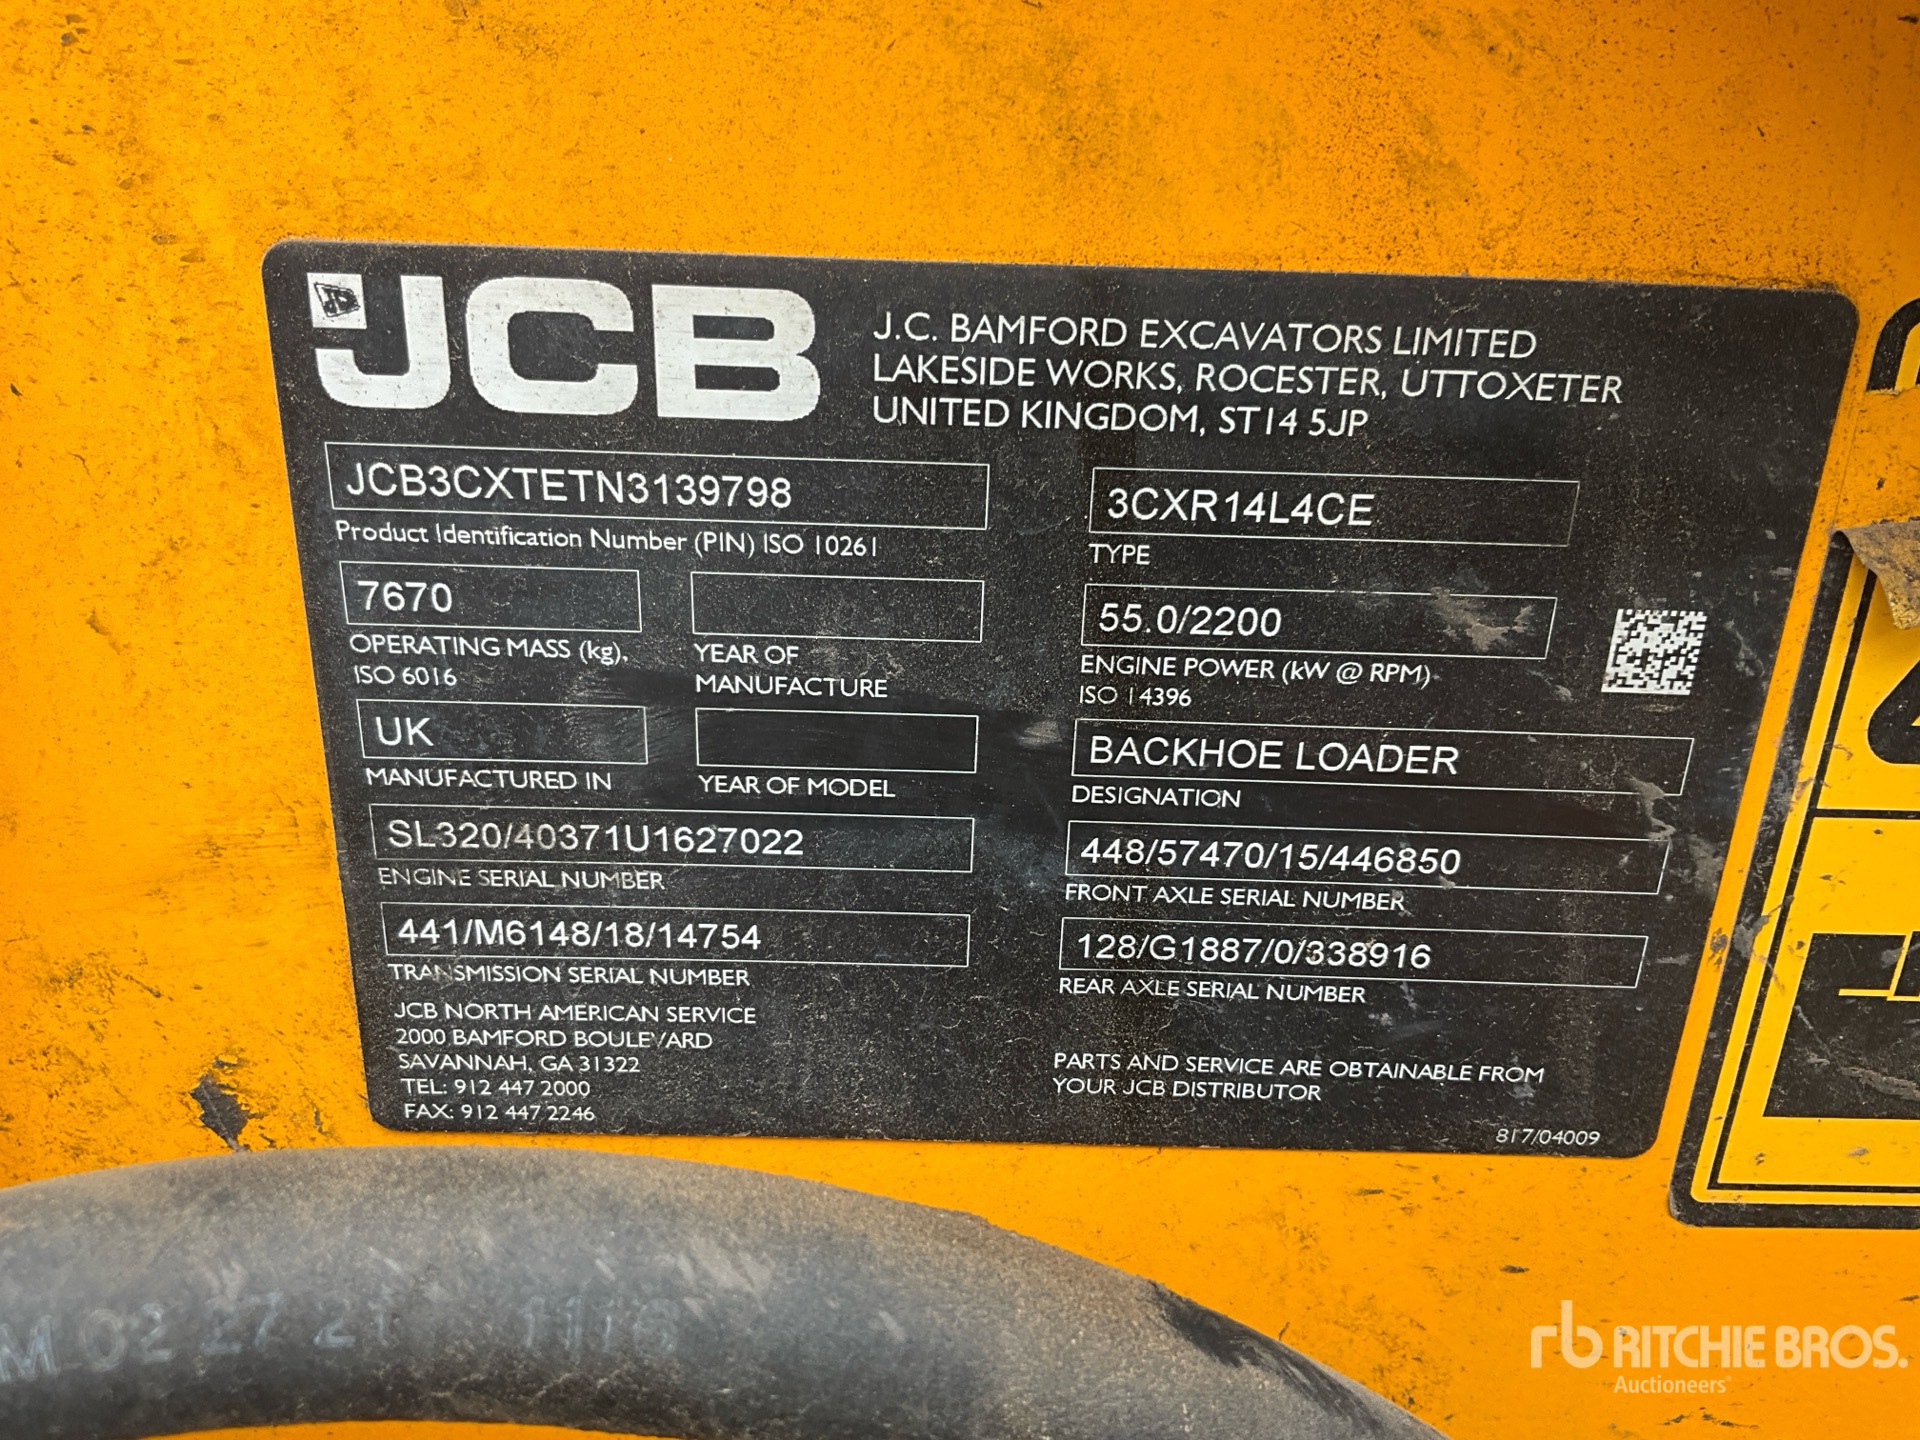 JCB
J.C. BAMFORD EXCAVATORS LIMITED
LAKESIDE WORKS, ROCESTER, UTTOXETER
UNITED KINGDOM, ST14 5JP
JCB3CXTETN3139798
Product Identification Number (PIN) ISO 10261
3CXR14L4CE
TYPE
7670
OPERATING MASS (kg),
ISO 6016
YEAR OF
MANUFACTURE
55.0/2200
ENGINE POWER (kW @ RPM)
ISO 14396
UK
MANUFACTURED IN
YEAR OF MODEL
BACKHOE LOADER
DESIGNATION
SL320/40371U1627022
ENGINE SERIAL NUMBER
448/57470/15/446850
FRONT AXLE SERIAL NUMBER
441/M6148/18/14754
TRANSMISSION SERIAL NUMBER
128/G1887/0/338916
REAR AXLE SERIAL NUMBER
JCB NORTH AMERICAN SERVICE
2000 BAMFORD BOULEVARD
SAVANNAH, GA 31322
TEL: 912 447 2000
FAX: 912 447 2246
PARTS AND SERVICE ARE OBTAINABLE FROM
YOUR JCB DISTRIBUTOR
817/04009
02 27 21
rb RITCHIE BROS.
Auctioneers